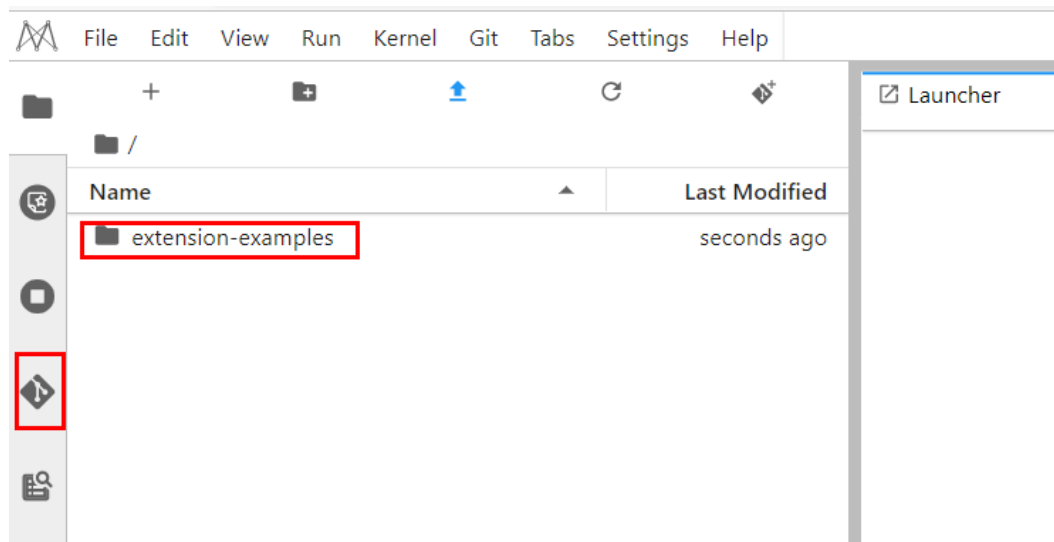 File Edit View Run Kernel Git Tabs Settings Help
Launcher
/
Name Last Modified
extension-examples seconds ago